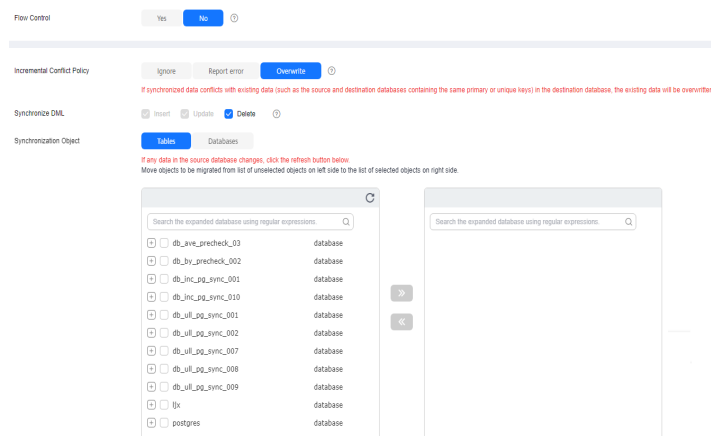 Flow Control Yes No
Incremental Conflict Policy Ignore Report error Overwrite
If synchronized data conflicts with existing data (such as the source and destination databases containing the same primary or unique keys) in the destination database, the existing data will be overwritten
Synchronize DML Insert Update Delete
Synchronization Object Tables Databases
If any data in the source database changes, click the refresh button below.
Move objects to be migrated from list of unselected objects on left side to the list of selected objects on right side.
Search the expanded database using regular expressions. Search the expanded database using regular expressions.
db_ave_precheck_03 database
db_by_precheck_002 database
db_inc_pg_sync_001 database
db_inc_pg_sync_010 database
db_ull_pg_sync_001 database
db_ull_pg_sync_002 database
db_ull_pg_sync_007 database
db_ull_pg_sync_008 database
db_ull_pg_sync_009 database
database
postgres database